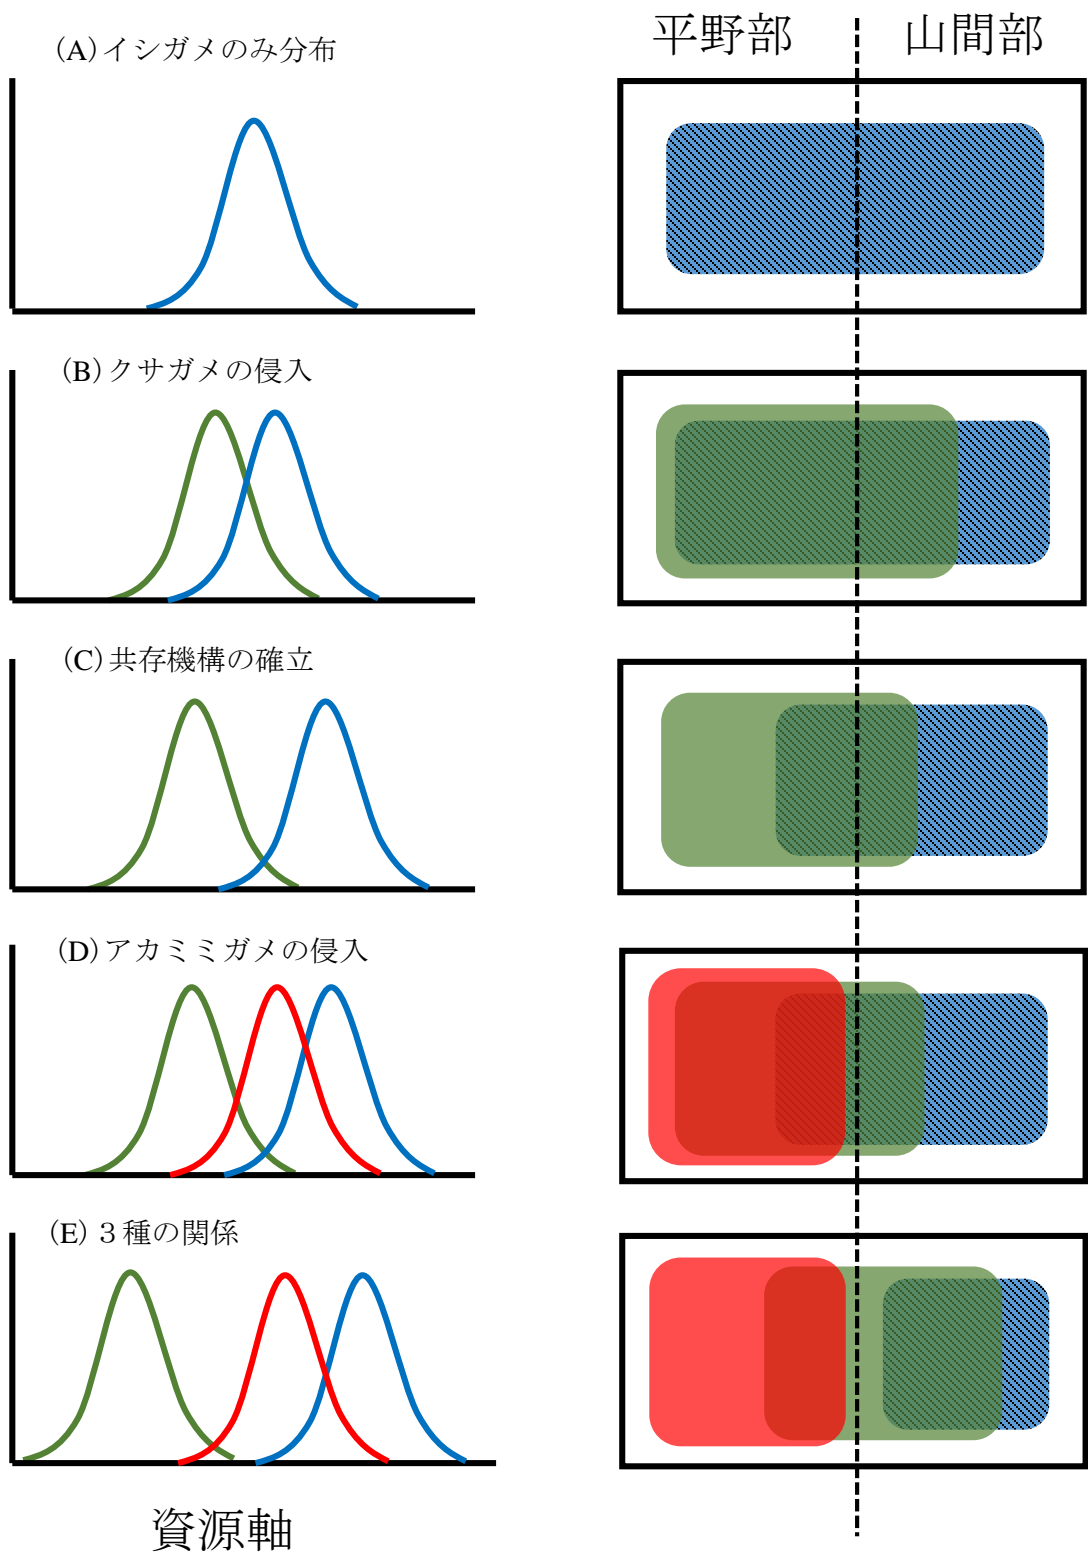 平野部 山間部
(A)イシガメのみ分布
(B)クサガメの侵入
(C)共存機構の確立
(D)アカミミガメの侵入
(E)３種の関係
資源軸